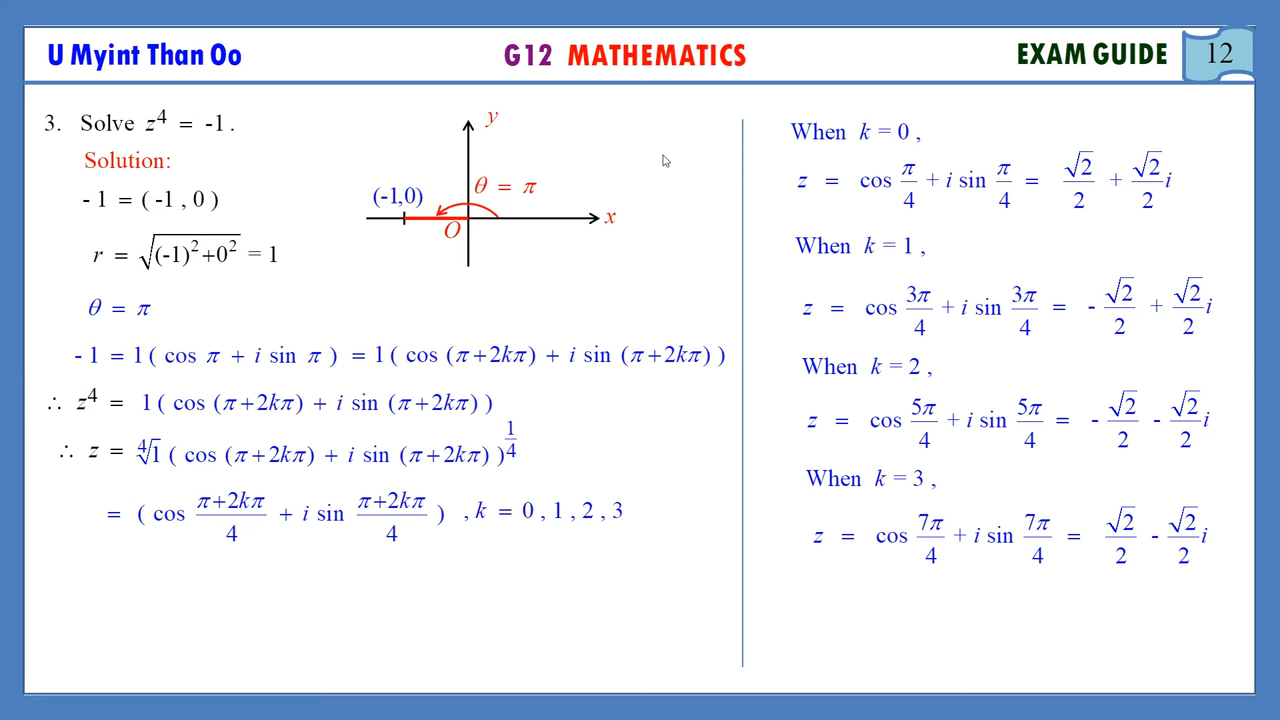 U Myint Than Oo
G12 MATHEMATICS
EXAM GUIDE
12
3. Solve z⁴ = -1 .
Solution:
- 1 = ( -1 , 0 )
r = √((-1)² +0²) = 1
θ = π
y
(-1,0)
θ = π
x
O
- 1 = 1 ( cos π + i sin π ) = 1 ( cos (π+2kπ) + i sin (π+2kπ) )
∴ z⁴ = 1 ( cos (π+2kπ) + i sin (π+2kπ) )
∴ z = ∜1 ( cos (π+2kπ) + i sin (π+2kπ) )^(1/4)
= ( cos (π+2kπ)/4 + i sin (π+2kπ)/4 ) , k = 0 , 1 , 2 , 3
When k = 0 ,
z = cos π/4 + i sin π/4 = √2/2 + √2/2 i
When k = 1 ,
z = cos 3π/4 + i sin 3π/4 = - √2/2 + √2/2 i
When k = 2 ,
z = cos 5π/4 + i sin 5π/4 = - √2/2 - √2/2 i
When k = 3 ,
z = cos 7π/4 + i sin 7π/4 = √2/2 - √2/2 i